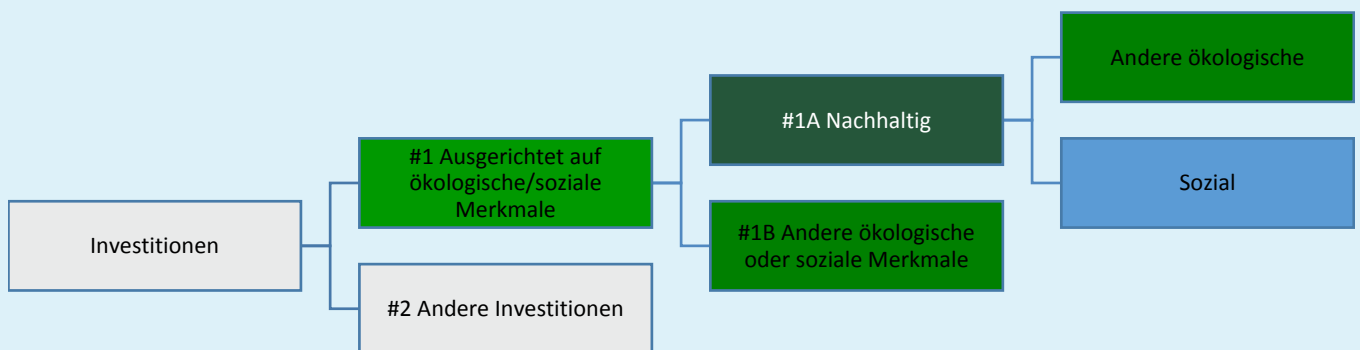 Investitionen
#1 Ausgerichtet auf
ökologische/soziale
Merkmale
#2 Andere Investitionen
#1A Nachhaltig
#1B Andere ökologische
oder soziale Merkmale
Andere ökologische
Sozial